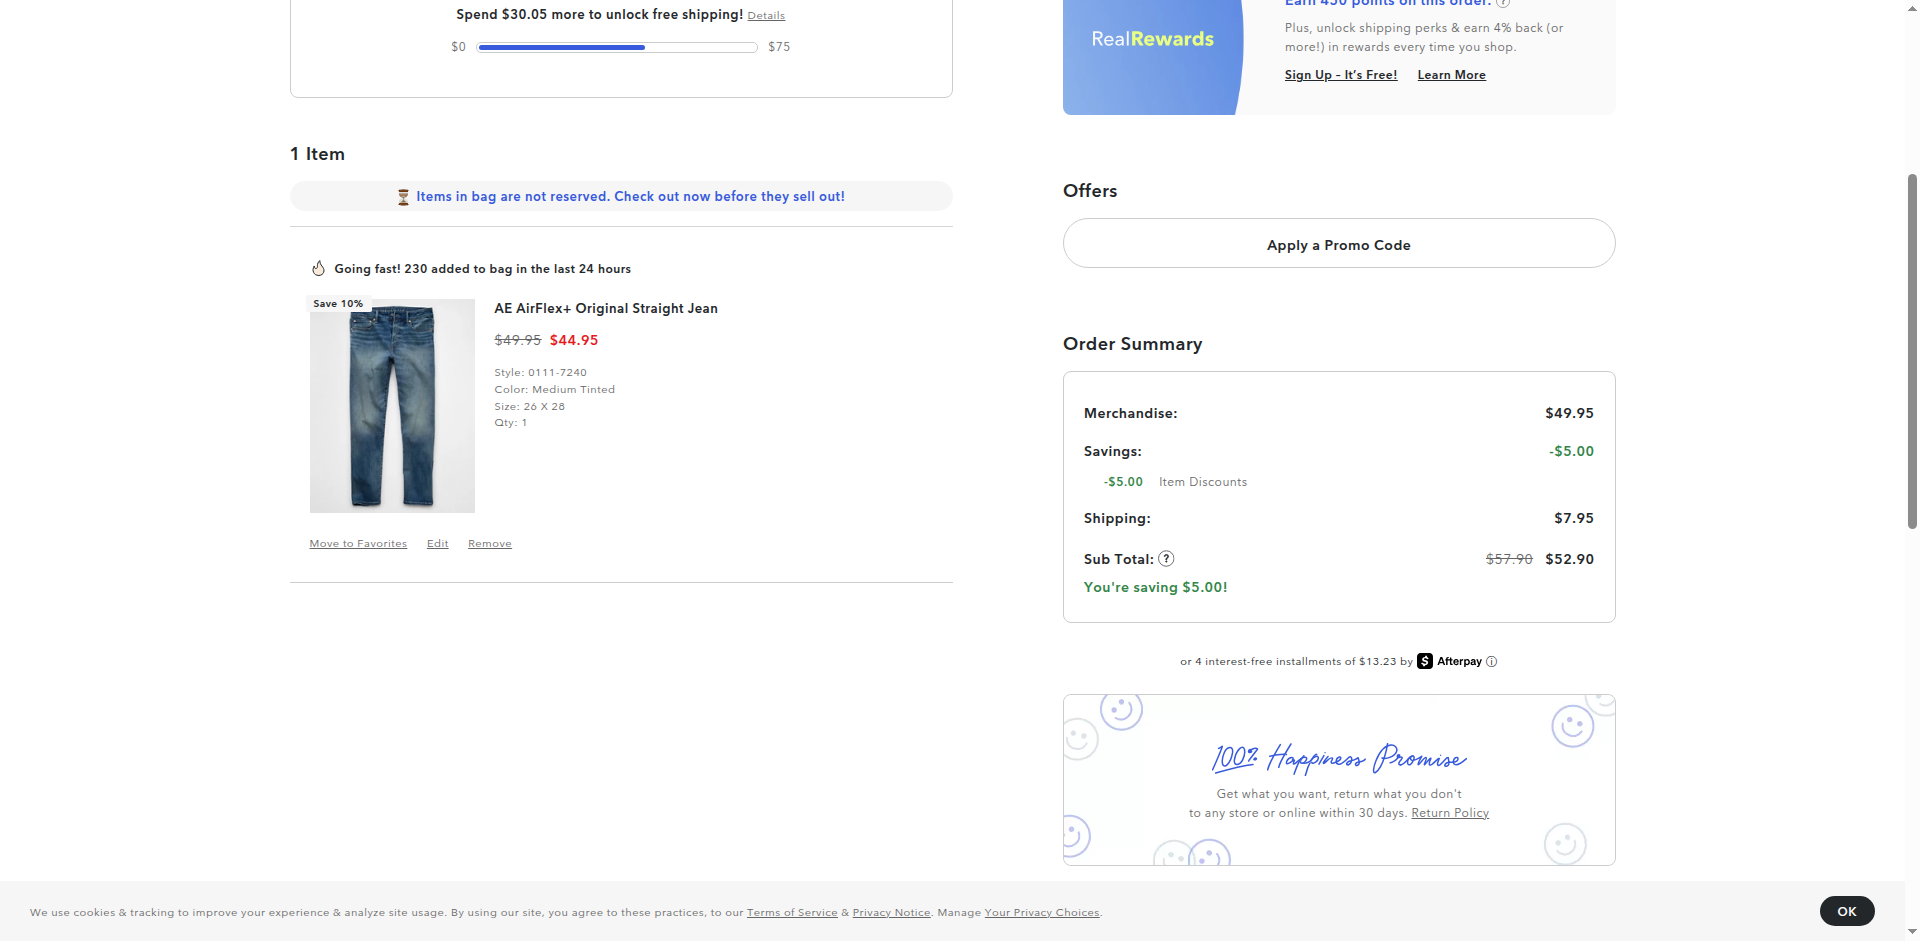 Spend $30.05 more to unlock free shipping! Details
$0 $75
Earn 450 points on this order. ?
RealRewards
Plus, unlock shipping perks & earn 4% back (or
more!) in rewards every time you shop.
Sign Up – It's Free! Learn More
1 Item
Items in bag are not reserved. Check out now before they sell out!
Going fast! 230 added to bag in the last 24 hours
Save 10%
AE AirFlex+ Original Straight Jean
$49.95 $44.95
Style: 0111-7240
Color: Medium Tinted
Size: 26 X 28
Qty: 1
Move to Favorites Edit Remove
Offers
Apply a Promo Code
Order Summary
Merchandise: $49.95
Savings: -$5.00
-$5.00 Item Discounts
Shipping: $7.95
Sub Total: ? $57.90 $52.90
You're saving $5.00!
or 4 interest-free installments of $13.23 by $ Afterpay ⓘ
100% Happiness Promise
Get what you want, return what you don't
to any store or online within 30 days. Return Policy
We use cookies & tracking to improve your experience & analyze site usage. By using our site, you agree to these practices, to our Terms of Service & Privacy Notice. Manage Your Privacy Choices.
OK